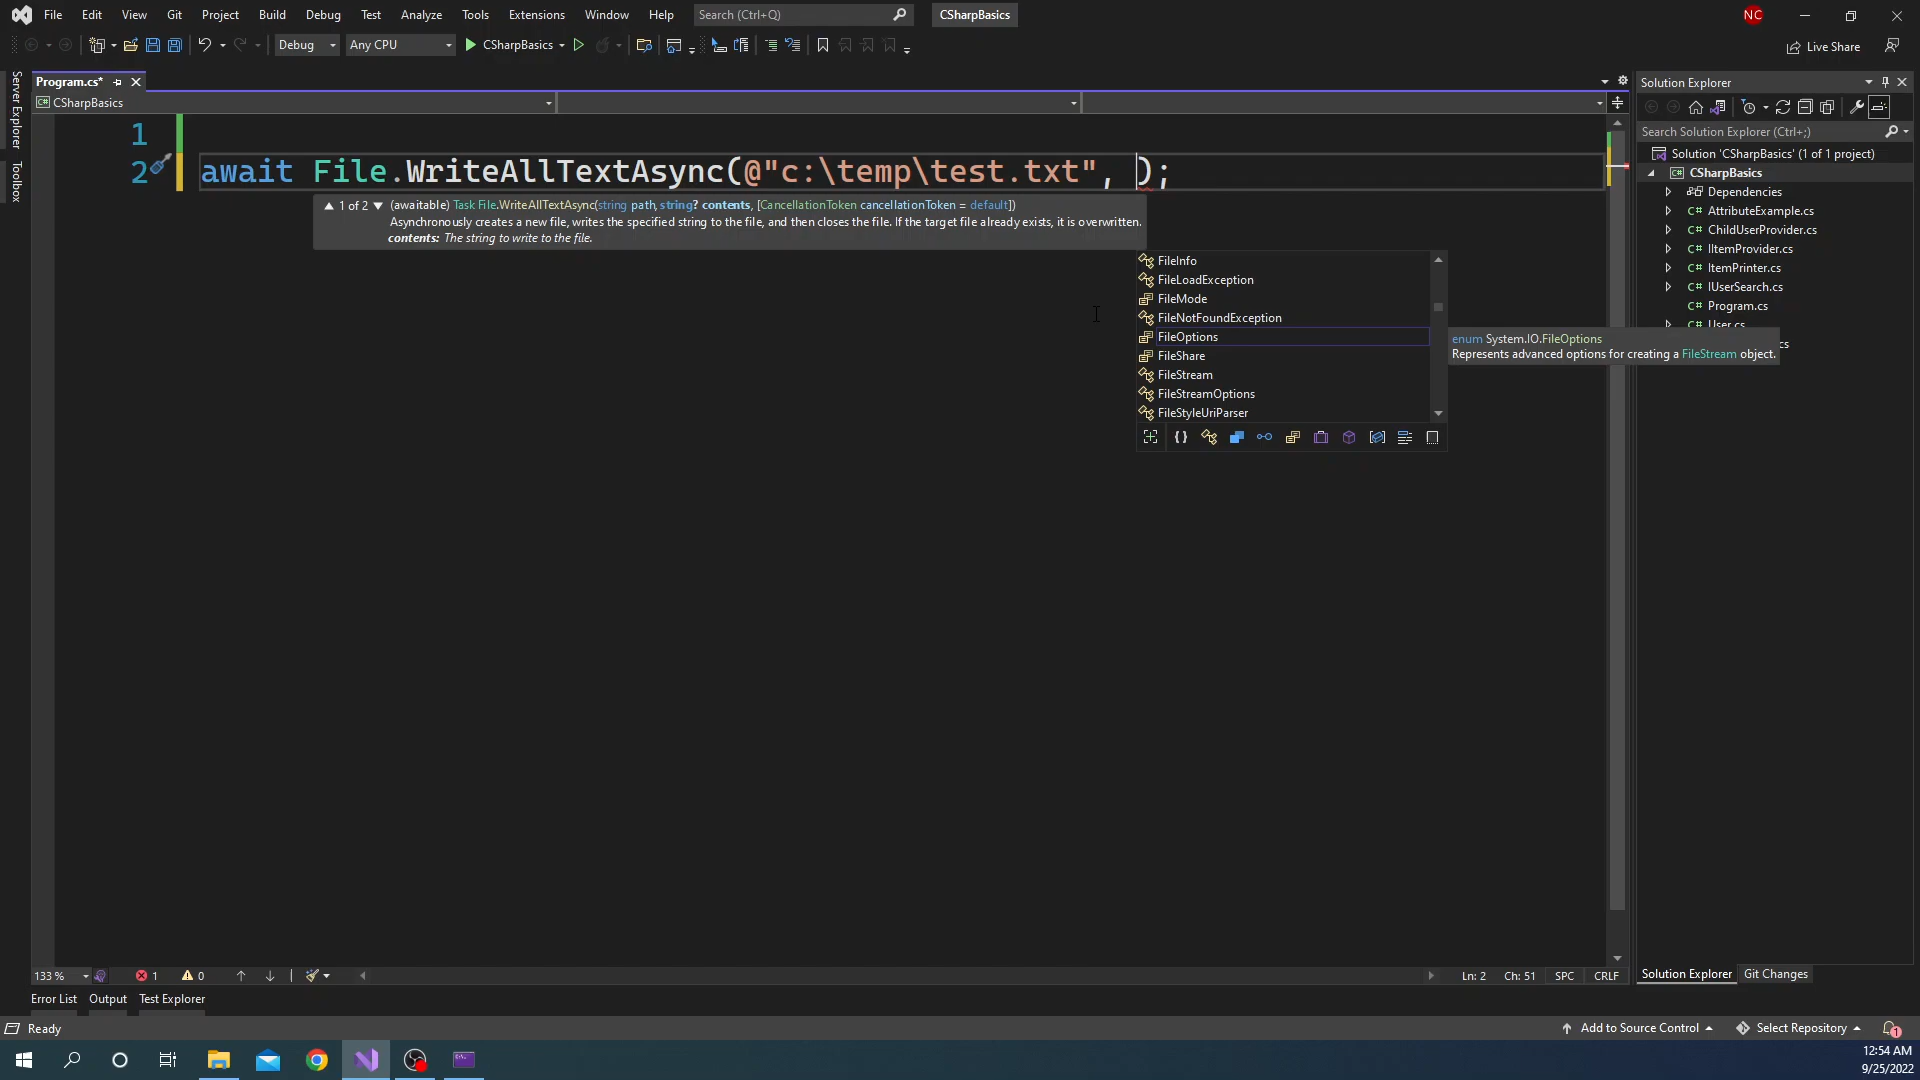 File Edit View Git Project Build Debug Test Analyze Tools Extensions Window Help Search (Ctrl+Q) CSharpBasics NC
Debug Any CPU CSharpBasics Live Share
Server Explorer
Toolbox
Program.cs*
CSharpBasics
1
2 await File.WriteAllTextAsync(@"c:\temp\test.txt", );
1 of 2 (awaitable) Task File.WriteAllTextAsync(string path, string? contents, [CancellationToken cancellationToken = default])
Asynchronously creates a new file, writes the specified string to the file, and then closes the file. If the target file already exists, it is overwritten.
contents: The string to write to the file.
FileInfo
FileLoadException
FileMode
FileNotFoundException
FileOptions
FileShare
FileStream
FileStreamOptions
FileStyleUriParser
enum System.IO.FileOptions
Represents advanced options for creating a FileStream object.
Solution Explorer
Search Solution Explorer (Ctrl+;)
Solution 'CSharpBasics' (1 of 1 project)
C# CSharpBasics
Dependencies
C# AttributeExample.cs
C# ChildUserProvider.cs
C# IItemProvider.cs
C# ItemPrinter.cs
C# IUserSearch.cs
C# Program.cs
C# User.cs
133 % 1 0 Ln: 2 Ch: 51 SPC CRLF
Solution Explorer Git Changes
Error List Output Test Explorer
Ready Add to Source Control Select Repository 1
12:54 AM
9/25/2022